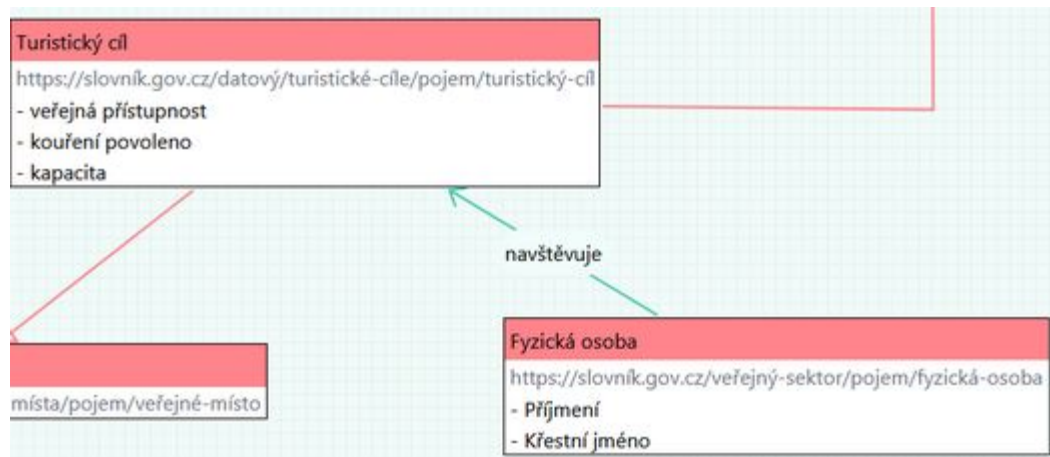 Turistický cíl
https://slovník.gov.cz/datový/turistické-cíle/pojem/turistický-cíl
- veřejná přístupnost
- kouření povoleno
- kapacita
navštěvuje
místa/pojem/veřejné-místo
Fyzická osoba
https://slovník.gov.cz/veřejný-sektor/pojem/fyzická-osoba
- Příjmení
- Křestní jméno